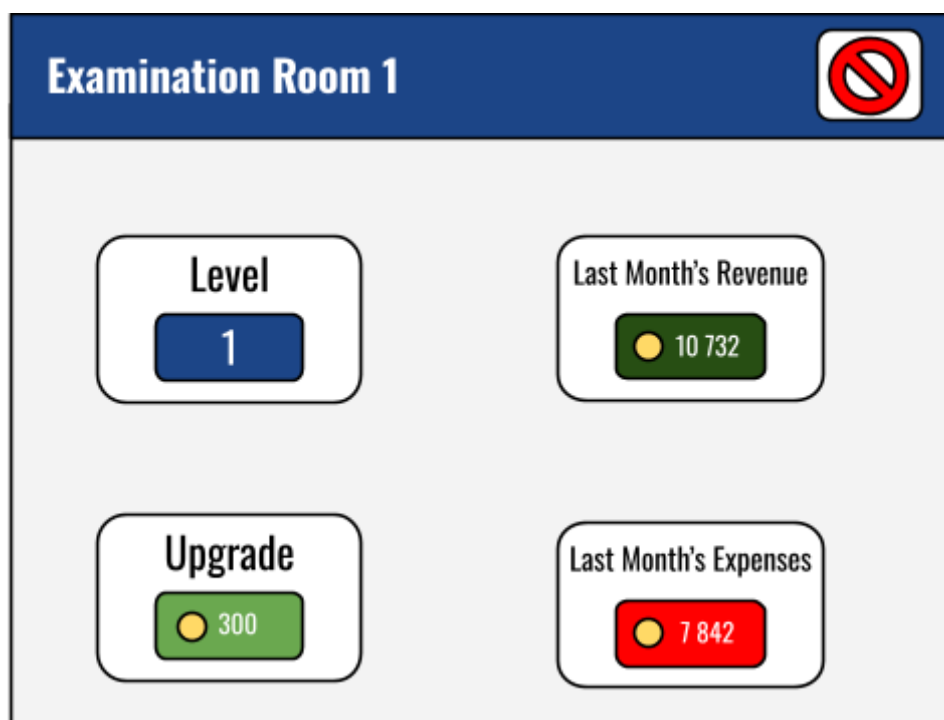 Examination Room 1
Level
1
Last Month's Revenue
10 732
Upgrade
300
Last Month's Expenses
7 842